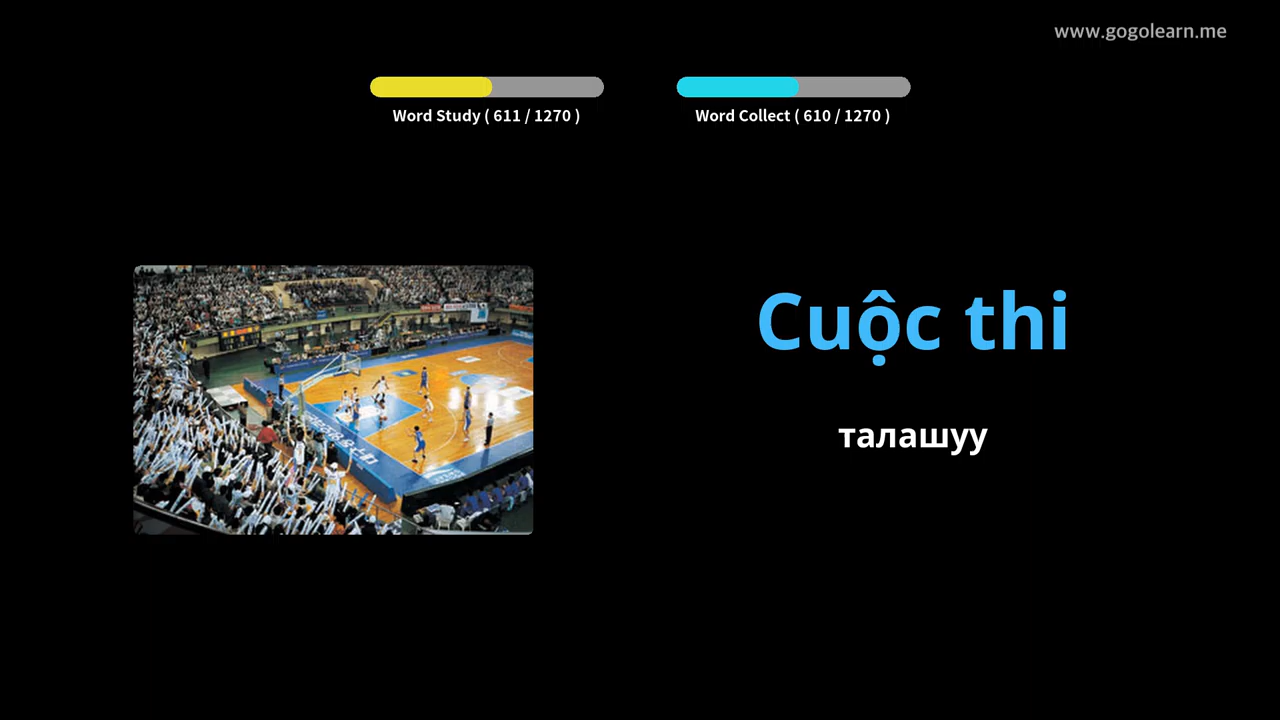 www.gogolearn.me
Word Study ( 611 / 1270 )
Word Collect ( 610 / 1270 )
Cuộc thi
талашуу